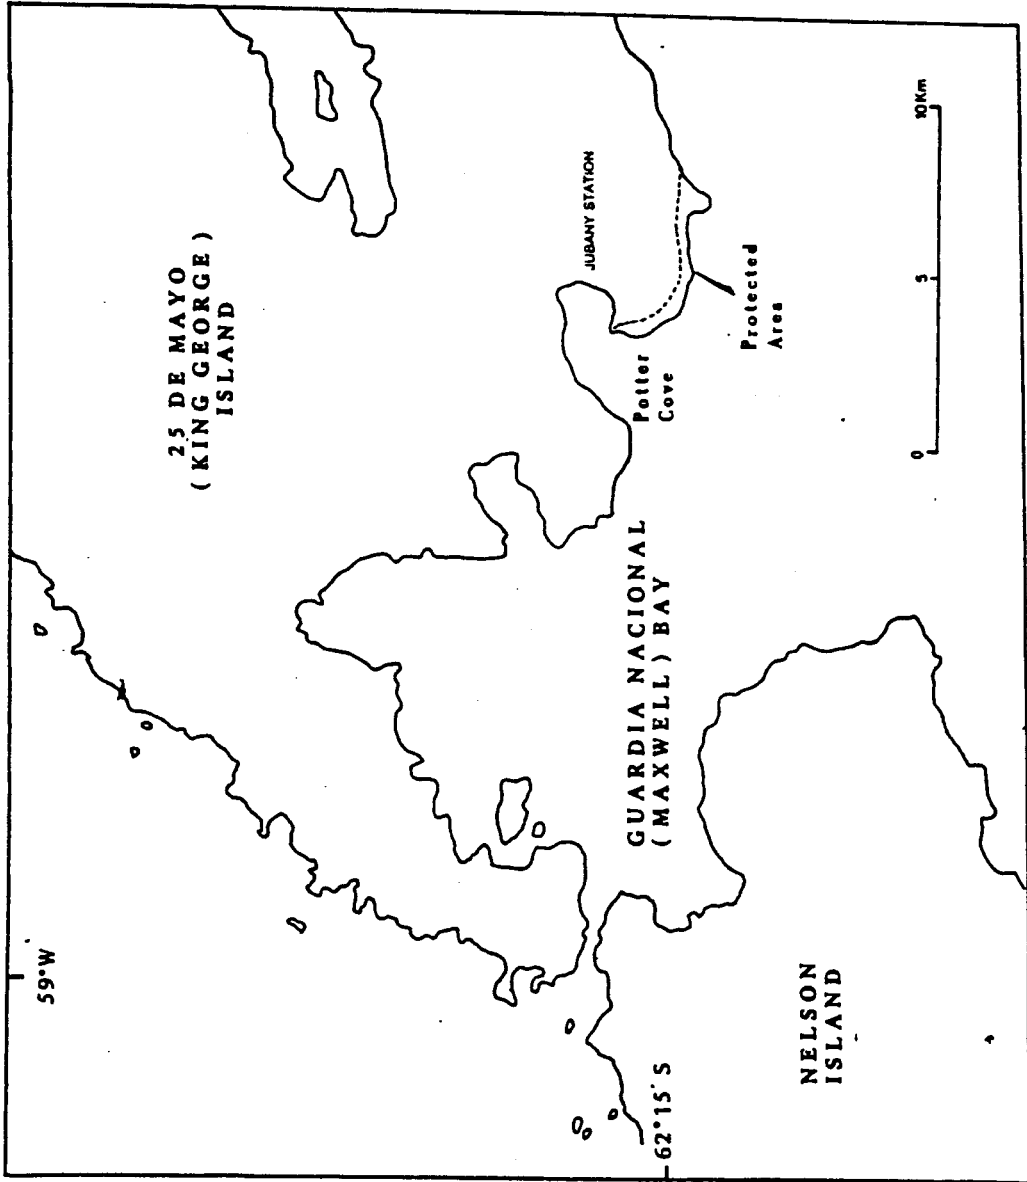 59°W
25 DE MAYO
(KING GEORGE)
ISLAND
JUBANY STATION
Potter
Cove
Protected
Area
GUARDIA NACIONAL
(MAXWELL) BAY
62°15'S
NELSON
ISLAND
0
5
10Km